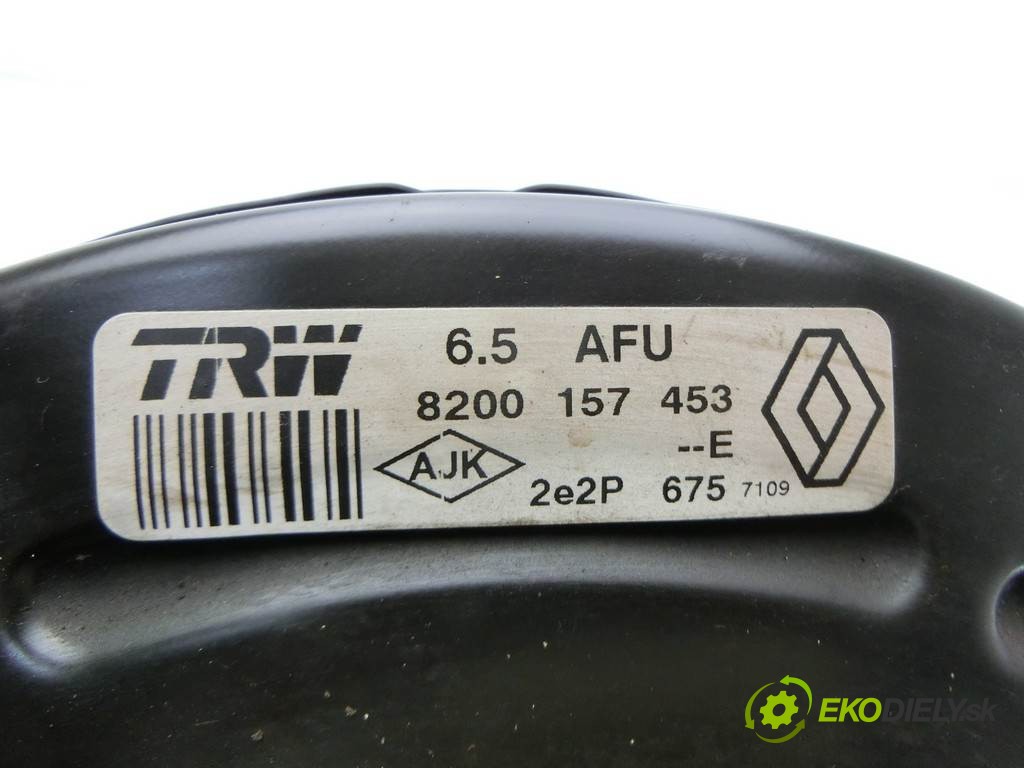 TRW 6.5 AFU
8200 157 453
--E
AJK
2e2P 675 7109
EKODIELY.sk